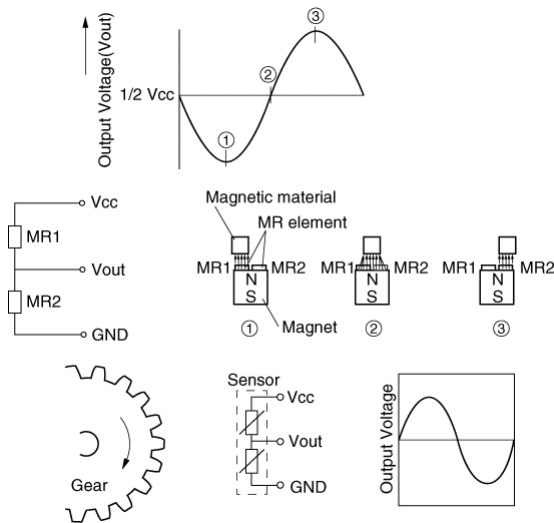 Output Voltage(Vout)
1/2 Vcc
①
②
③
Vcc
MR1
Vout
MR2
GND
Magnetic material
MR element
MR1 MR2 MR1 MR2 MR1 MR2
N N N
S S S
Magnet
① ② ③
Gear
Sensor
Vcc
Vout
GND
Output Voltage